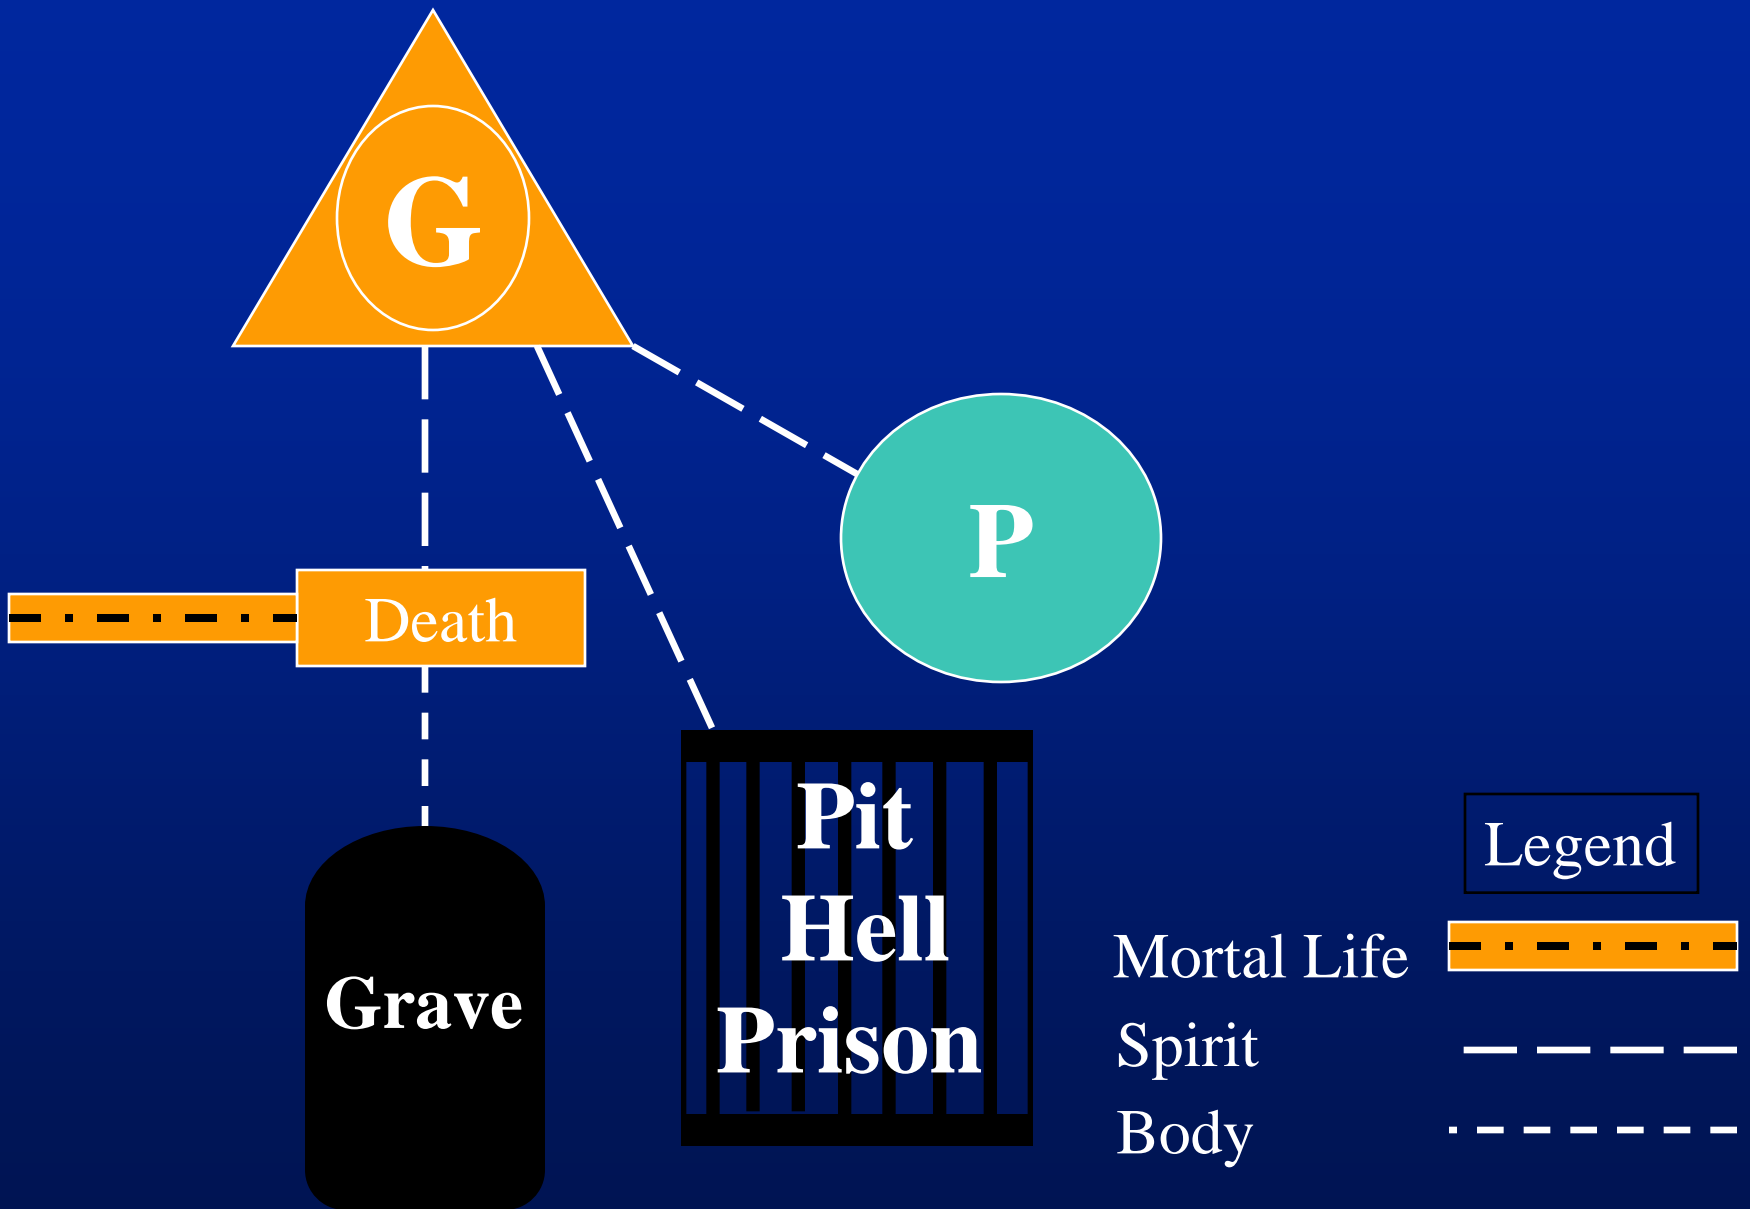 G
P
Death
Pit
Hell
Prison
Grave
Legend
Mortal Life
Spirit
Body